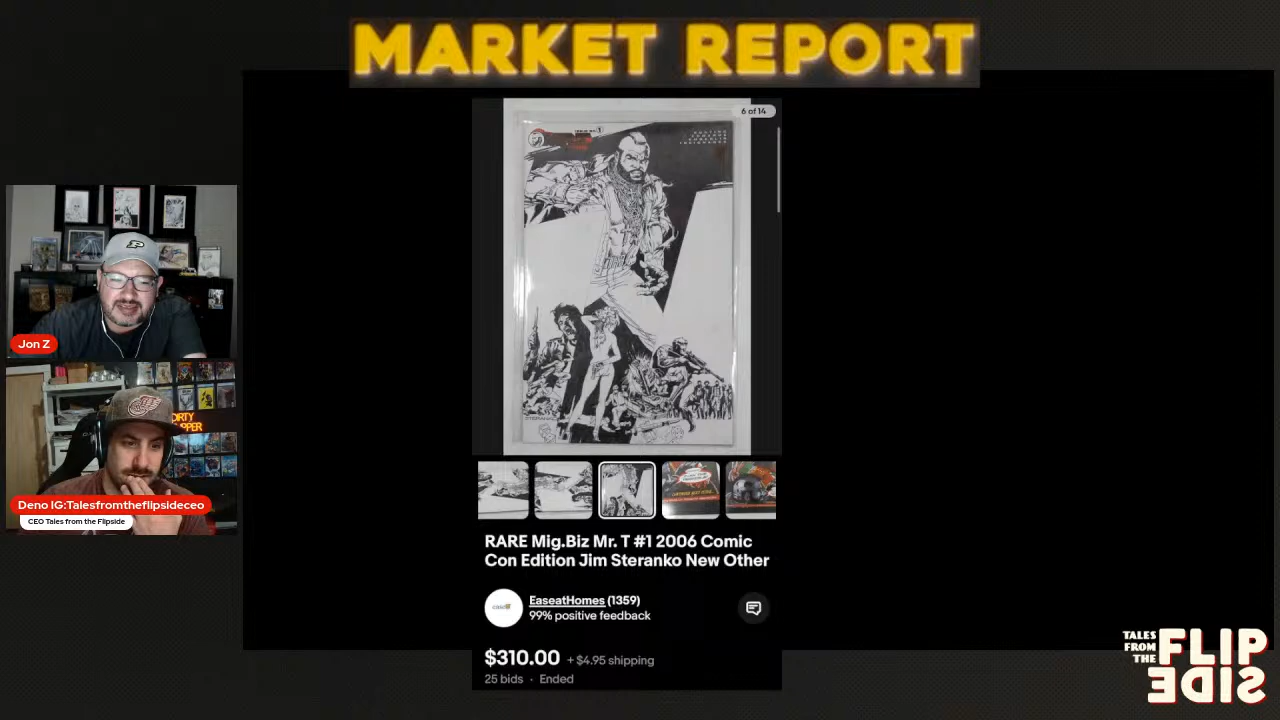 MARKET REPORT
6 of 14
Jon Z
Deno IG:Talesfromtheflipsideceo
CEO Tales from the Flipside
RARE Mig.Biz Mr. T #1 2006 Comic
Con Edition Jim Steranko New Other
EaseatHomes (1359)
99% positive feedback
$310.00 + $4.95 shipping
25 bids · Ended
TALES
FROM
THE
FLIP
SIDE